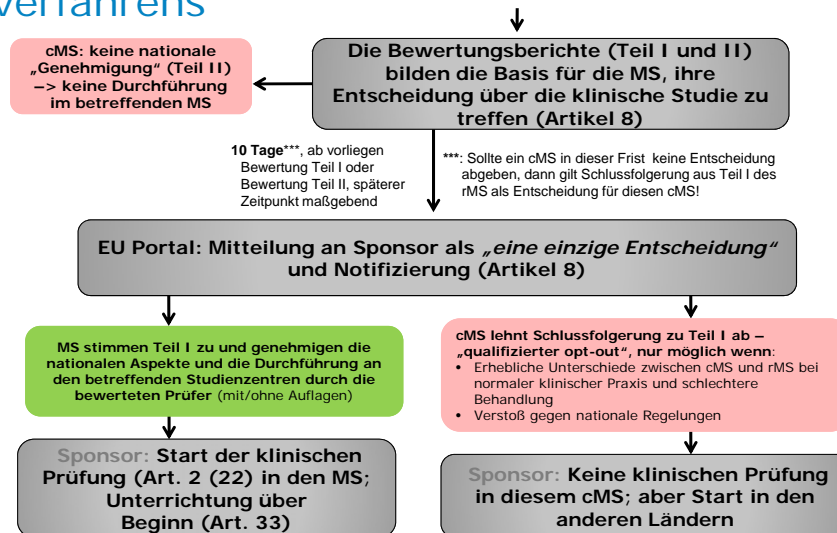 verfahrens
cMS: keine nationale
„Genehmigung“ (Teil II)
–> keine Durchführung
im betreffenden MS
Die Bewertungsberichte (Teil I und II)
bilden die Basis für die MS, ihre
Entscheidung über die klinische Studie zu
treffen (Artikel 8)
10 Tage***, ab vorliegen
Bewertung Teil I oder
Bewertung Teil II, späterer
Zeitpunkt maßgebend
***: Sollte ein cMS in dieser Frist keine Entscheidung
abgeben, dann gilt Schlussfolgerung aus Teil I des
rMS als Entscheidung für diesen cMS!
EU Portal: Mitteilung an Sponsor als „eine einzige Entscheidung“
und Notifizierung (Artikel 8)
MS stimmen Teil I zu und genehmigen die
nationalen Aspekte und die Durchführung an
den betreffenden Studienzentren durch die
bewerteten Prüfer (mit/ohne Auflagen)
cMS lehnt Schlussfolgerung zu Teil I ab –
„qualifizierter opt-out“, nur möglich wenn:
• Erhebliche Unterschiede zwischen cMS und rMS bei
normaler klinischer Praxis und schlechtere
Behandlung
• Verstoß gegen nationale Regelungen
Sponsor: Start der klinischen
Prüfung (Art. 2 (22) in den MS;
Unterrichtung über
Beginn (Art. 33)
Sponsor: Keine klinischen Prüfung
in diesem cMS; aber Start in den
anderen Ländern